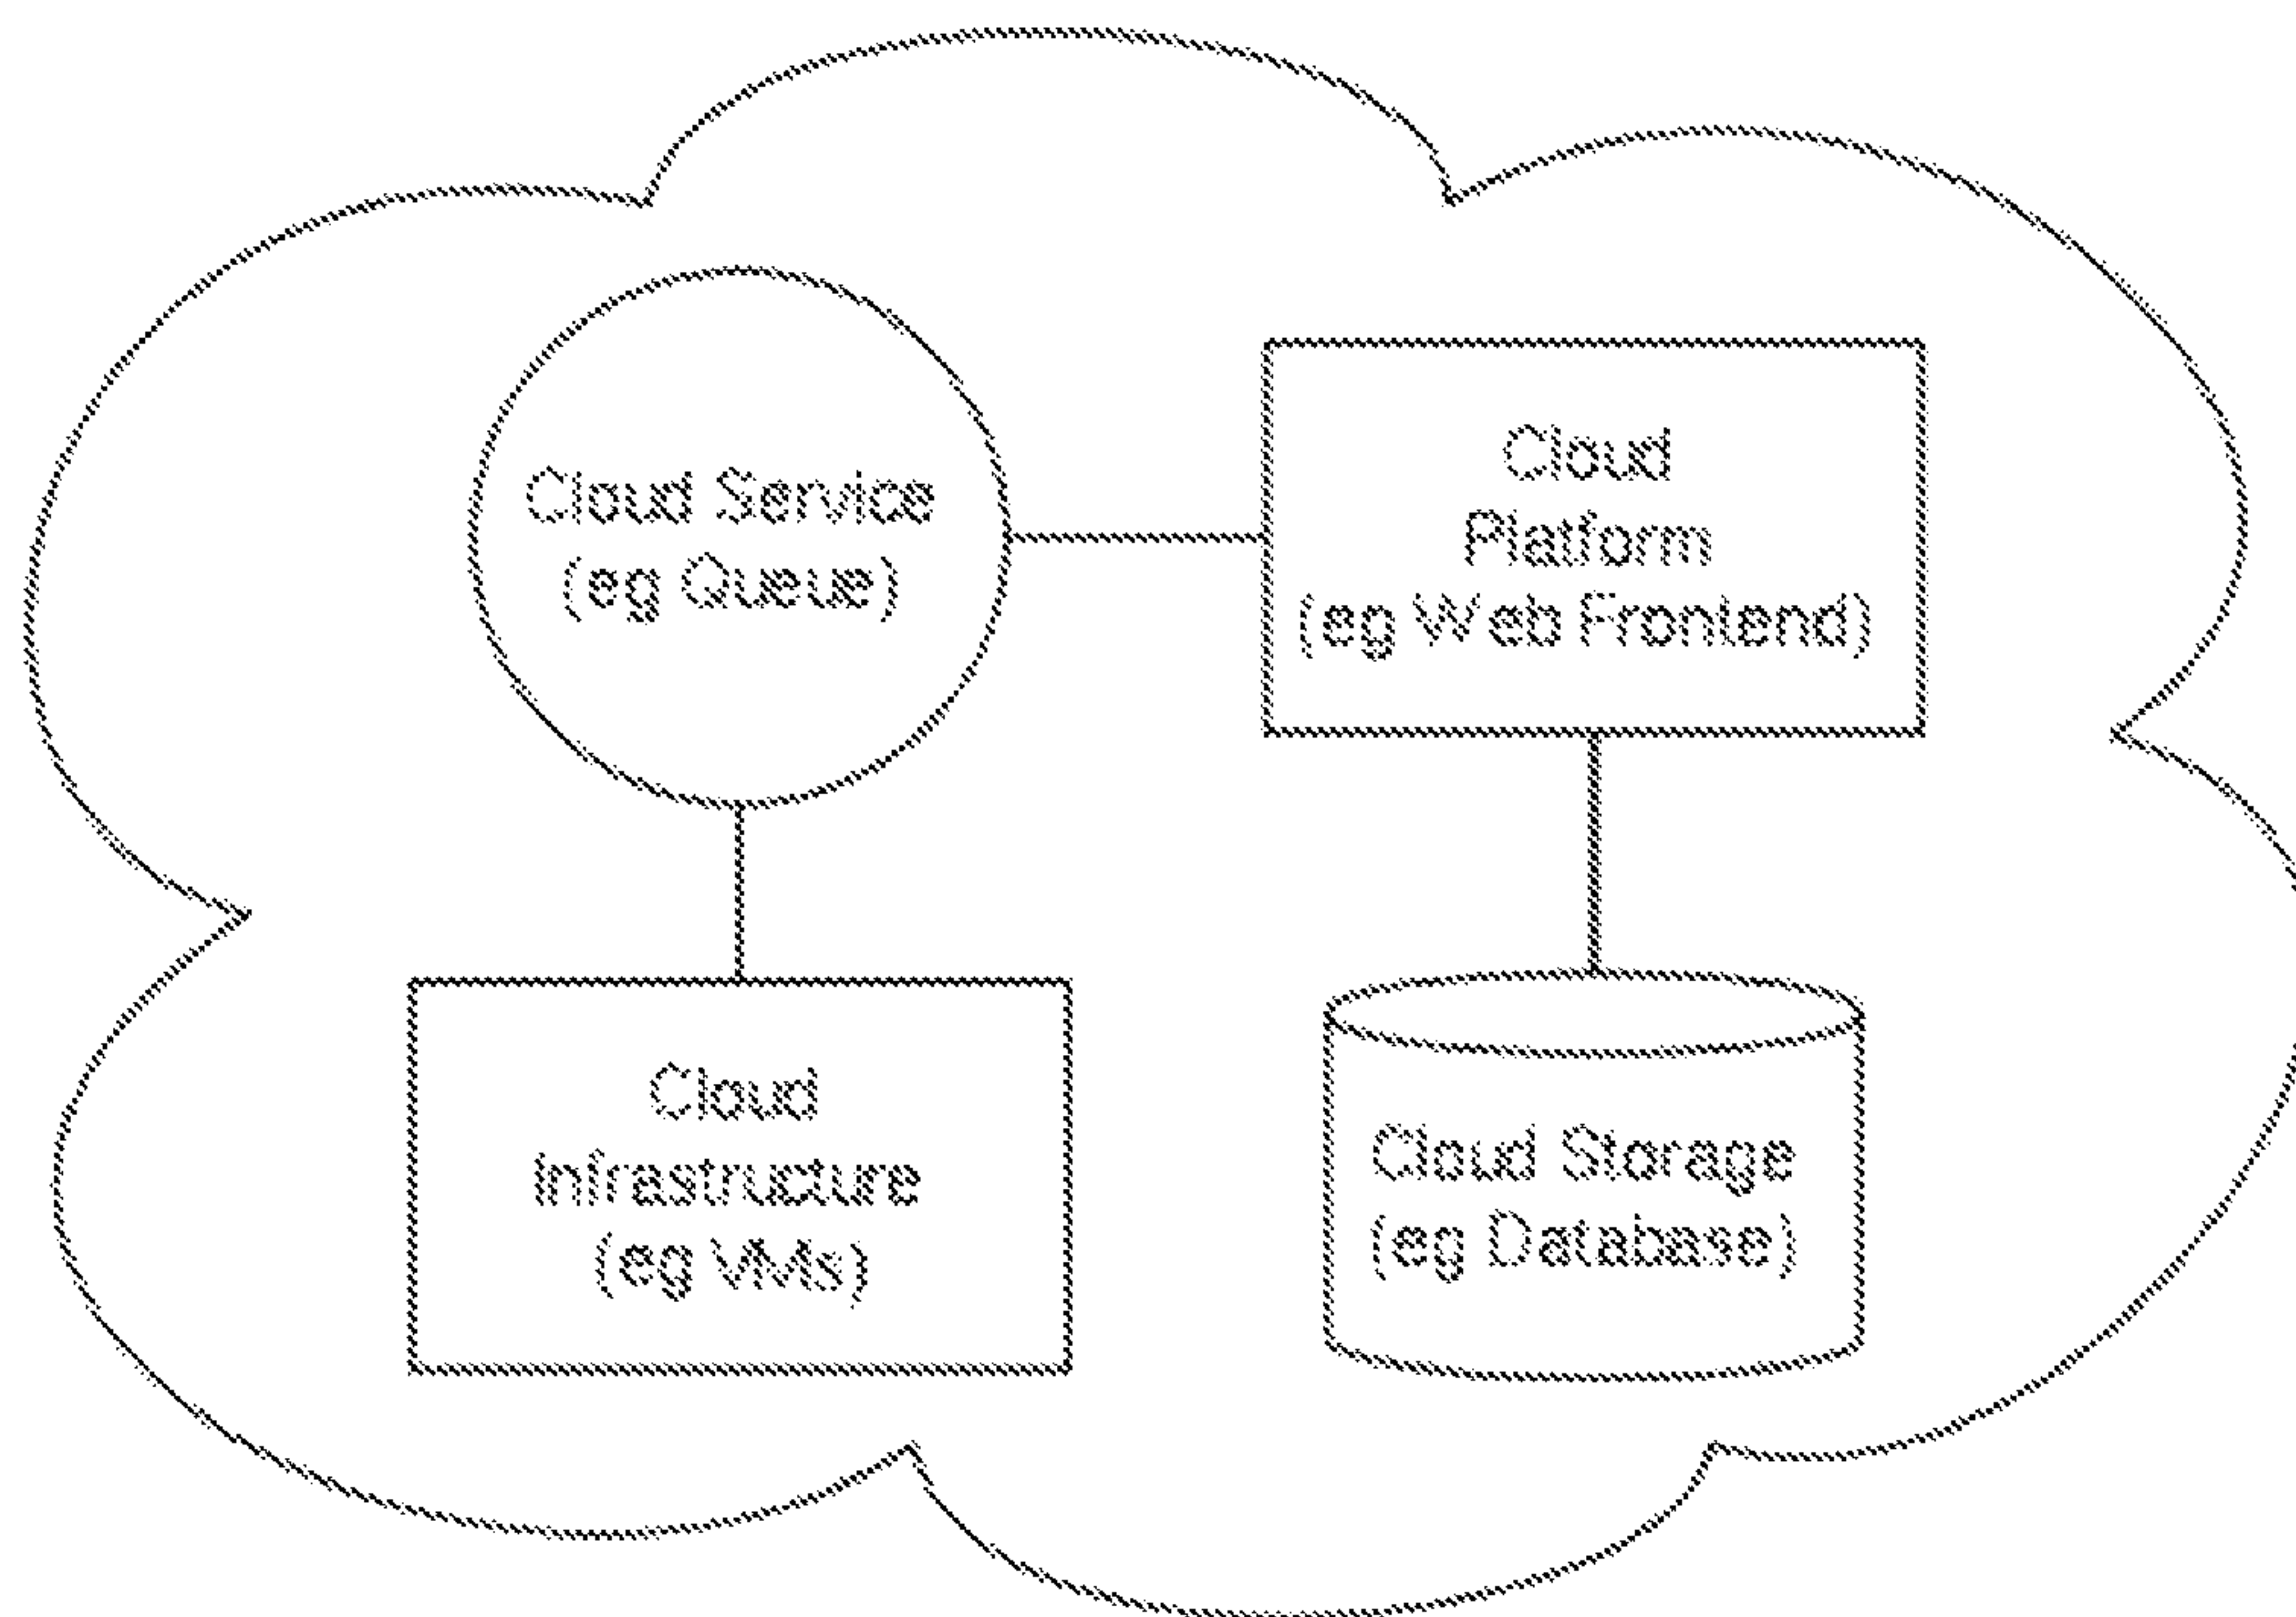 Cloud Service
(eg Queue)
Cloud
Platform
(eg Web Frontend)
Cloud
Infrastructure
(eg VMs)
Cloud Storage
(eg Database)